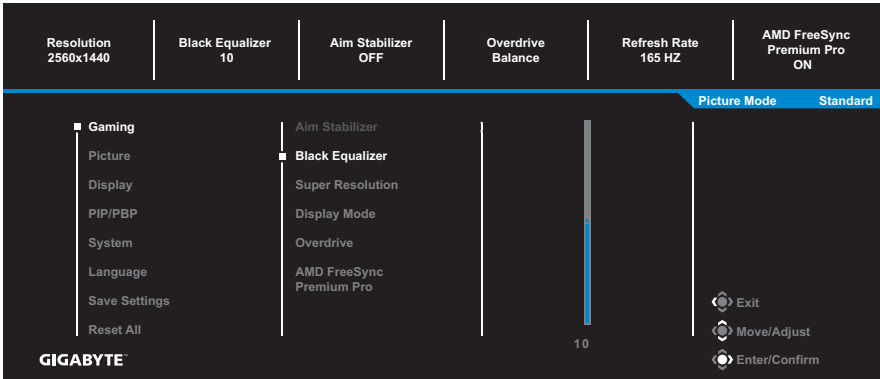 Resolution
2560x1440
Black Equalizer
10
Aim Stabilizer
OFF
Overdrive
Balance
Refresh Rate
165 HZ
AMD FreeSync
Premium Pro
ON
Picture Mode Standard
Gaming
Picture
Display
PIP/PBP
System
Language
Save Settings
Reset All
Aim Stabilizer
Black Equalizer
Super Resolution
Display Mode
Overdrive
AMD FreeSync
Premium Pro
10
Exit
Move/Adjust
Enter/Confirm
GIGABYTE™